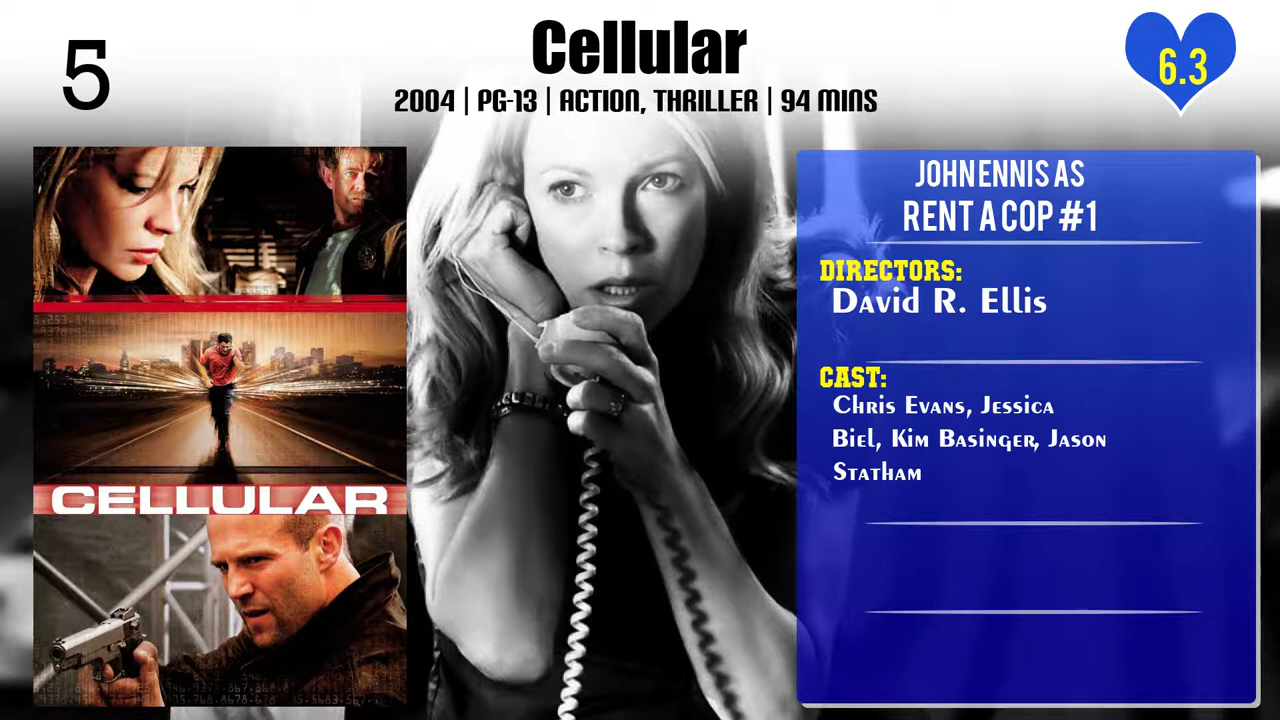 5
Cellular
6.3
2004 | PG-13 | ACTION, THRILLER | 94 MINS
CELLULAR
JOHN ENNIS AS
RENT A COP #1
DIRECTORS:
David R. Ellis
CAST:
Chris Evans, Jessica
Biel, Kim Basinger, Jason
Statham